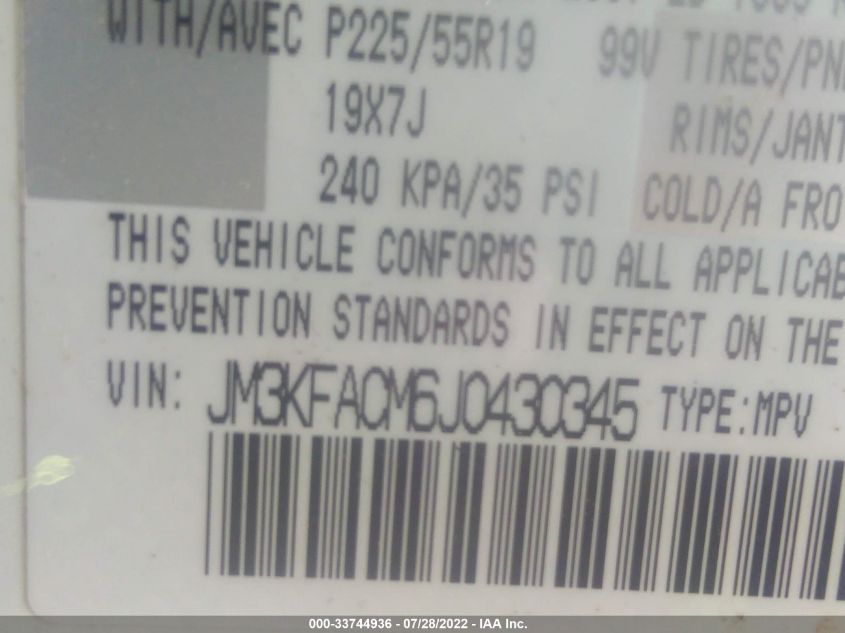 WITH/AVEC P225/55R19 99V TIRES/PN
19X7J RIMS/JANT
240 KPA/35 PSI COLD/A FRO
THIS VEHICLE CONFORMS TO ALL APPLICAB
PREVENTION STANDARDS IN EFFECT ON THE
VIN: JM3KFACM6J0430345 TYPE:MPV
000-33744936 - 07/28/2022 - IAA Inc.